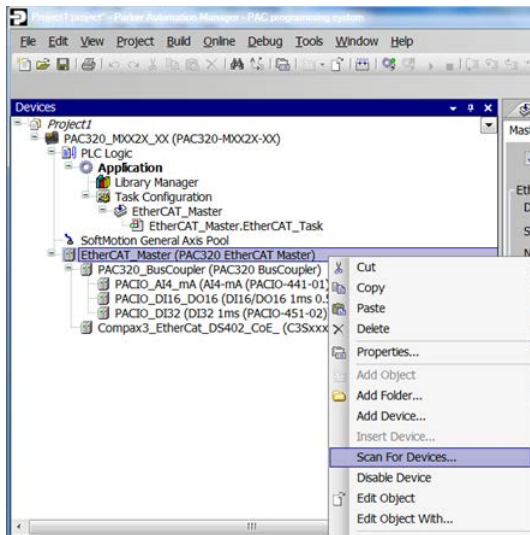 Project1.project* - Parker Automation Manager - PAC programming system
File Edit View Project Build Online Debug Tools Window Help
Devices
Project1
PAC320_MXX2X_XX (PAC320-MXX2X-XX)
PLC Logic
Application
Library Manager
Task Configuration
EtherCAT_Master
EtherCAT_Master.EtherCAT_Task
SoftMotion General Axis Pool
EtherCAT_Master (PAC320 EtherCAT Master)
PAC320_BusCoupler (PAC320 BusCoupler)
PACIO_AI4_mA (AI4-mA (PACIO-441-01)
PACIO_DI16_DO16 (DI16/DO16 1ms 0.5
PACIO_DI32 (DI32 1ms (PACIO-451-02)
Compax3_EtherCat_DS402_CoE_ (C3Sxxx
Cut
Copy
Paste
Delete
Properties...
Add Object
Add Folder...
Add Device...
Insert Device...
Scan For Devices...
Disable Device
Edit Object
Edit Object With...
Mas
Eth
D
S